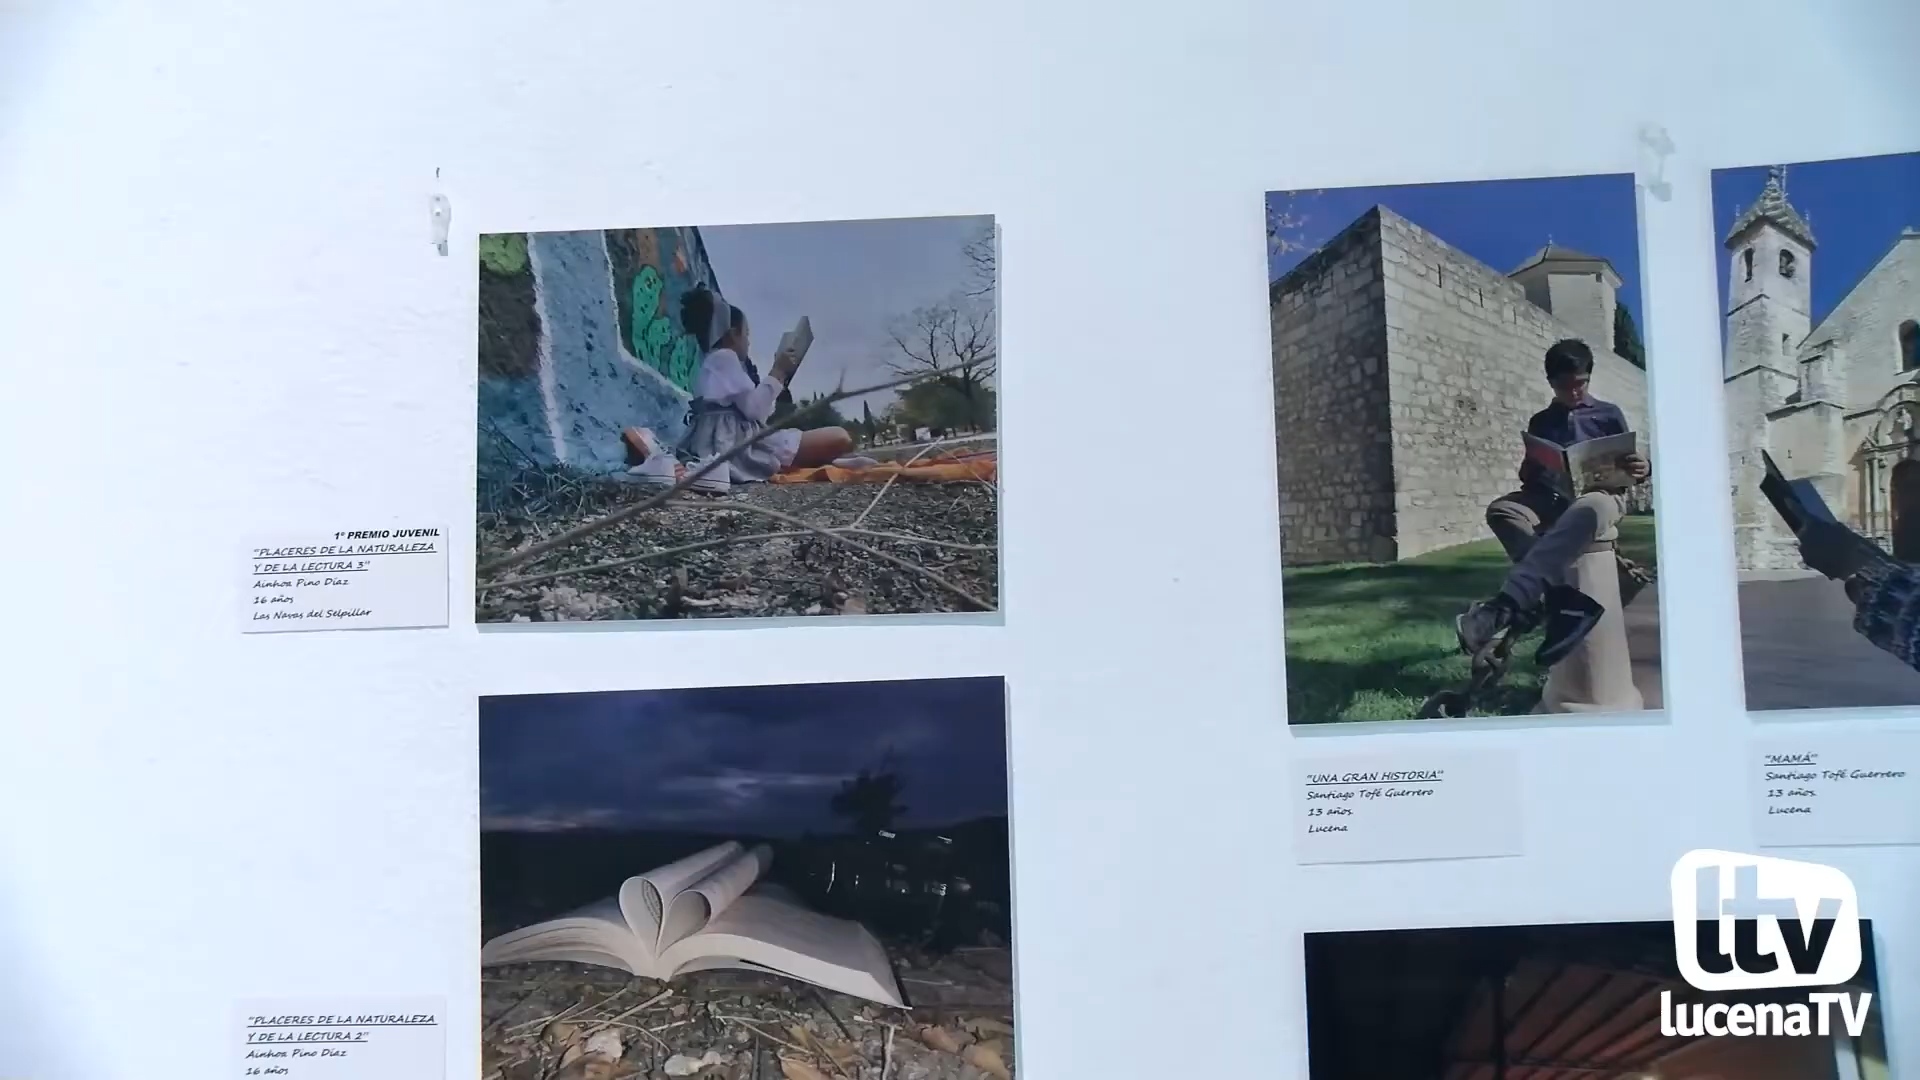 1º PREMIO JUVENIL
"PLACERES DE LA NATURALEZA
Y DE LA LECTURA 3"
Ainhoa Pino Díaz
16 años
Las Navas del Selpillar
"PLACERES DE LA NATURALEZA
Y DE LA LECTURA 2"
Ainhoa Pino Díaz
16 años
"UNA GRAN HISTORIA"
Santiago Tofé Guerrero
13 años
Lucena
"MAMÁ"
Santiago Tofé Guerrero
13 años
Lucena
ltv
lucenaTV